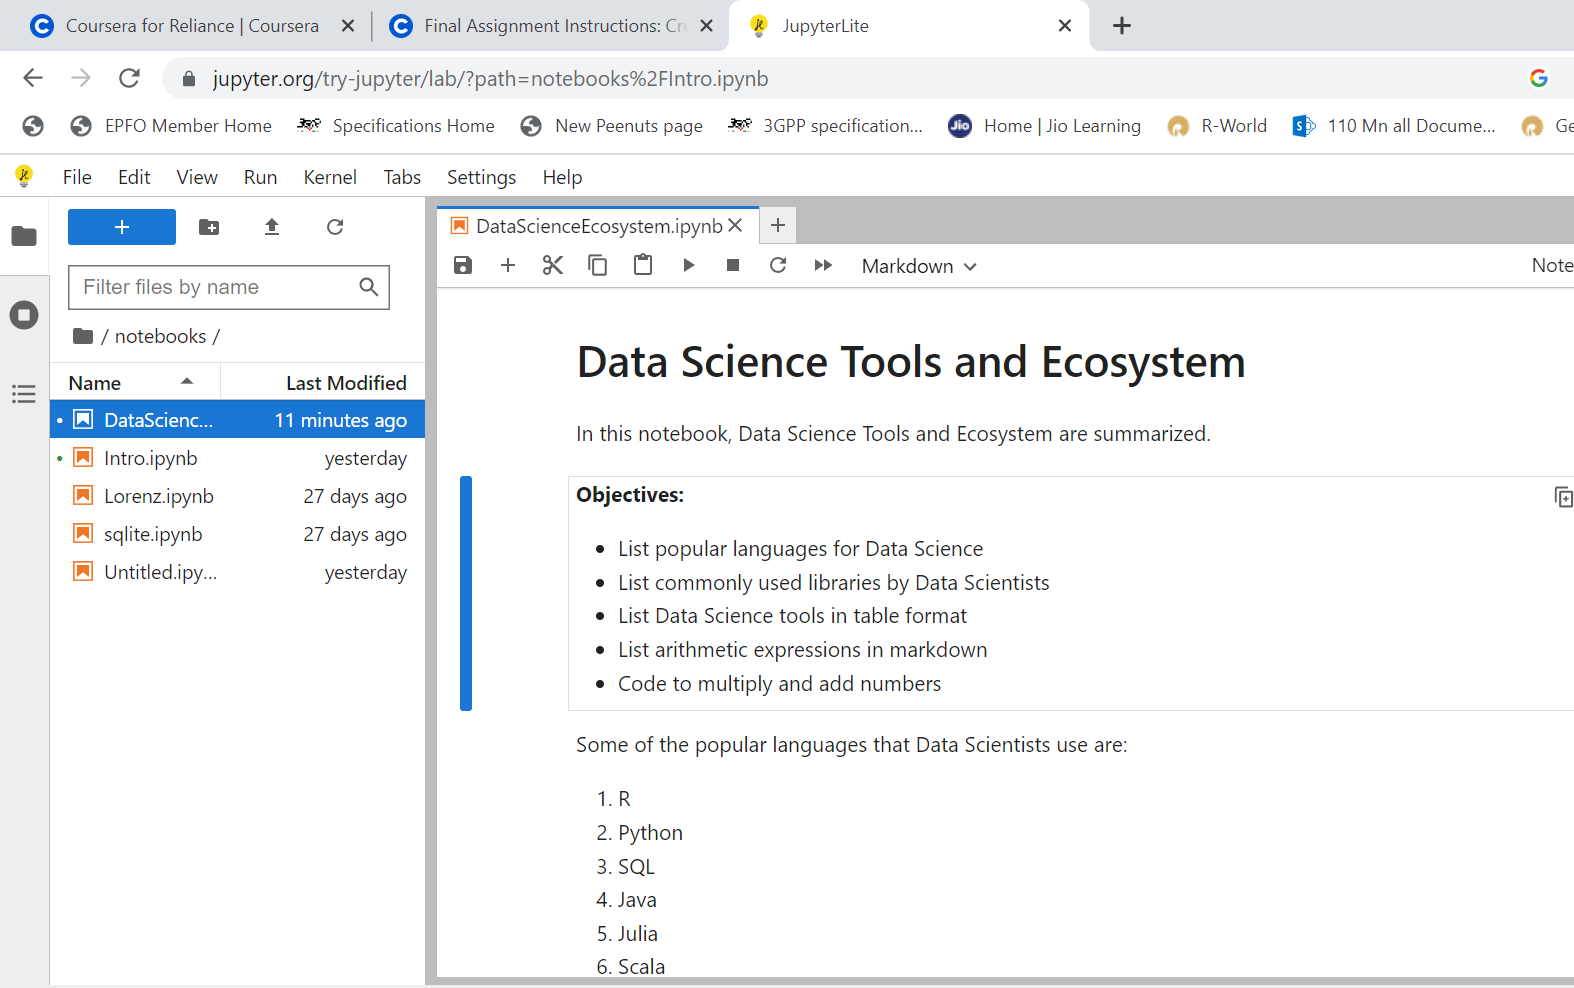 Coursera for Reliance | Coursera
Final Assignment Instructions: Cre
JupyterLite
jupyter.org/try-jupyter/lab/?path=notebooks%2FIntro.ipynb
EPFO Member Home
Specifications Home
New Peenuts page
3GPP specification...
Jio
Home | Jio Learning
R-World
110 Mn all Docume...
Ge
File Edit View Run Kernel Tabs Settings Help
Filter files by name
/ notebooks /
Name Last Modified
DataScienc... 11 minutes ago
Intro.ipynb yesterday
Lorenz.ipynb 27 days ago
sqlite.ipynb 27 days ago
Untitled.ipy... yesterday
DataScienceEcosystem.ipynb
Markdown
Note
Data Science Tools and Ecosystem
In this notebook, Data Science Tools and Ecosystem are summarized.
Objectives:
• List popular languages for Data Science
• List commonly used libraries by Data Scientists
• List Data Science tools in table format
• List arithmetic expressions in markdown
• Code to multiply and add numbers
Some of the popular languages that Data Scientists use are:
1. R
2. Python
3. SQL
4. Java
5. Julia
6. Scala